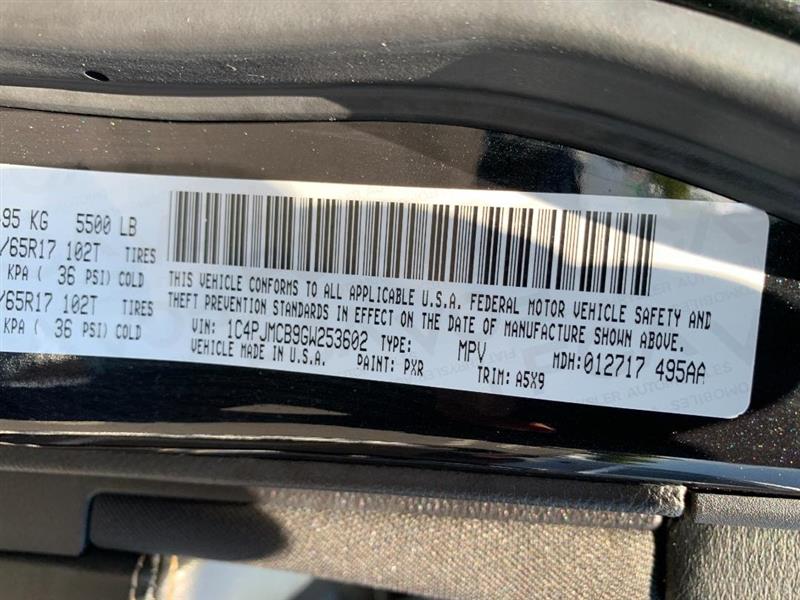 495 KG 5500 LB
/65R17 102T TIRES
KPA ( 36 PSI) COLD
/65R17 102T TIRES
KPA ( 36 PSI) COLD
THIS VEHICLE CONFORMS TO ALL APPLICABLE U.S.A. FEDERAL MOTOR VEHICLE SAFETY AND
THEFT PREVENTION STANDARDS IN EFFECT ON THE DATE OF MANUFACTURE SHOWN ABOVE.
VIN: 1C4PJMCB9GW253602 TYPE: MPV MDH: 012717 495AA
VEHICLE MADE IN U.S.A. PAINT: PXR TRIM: A5X9